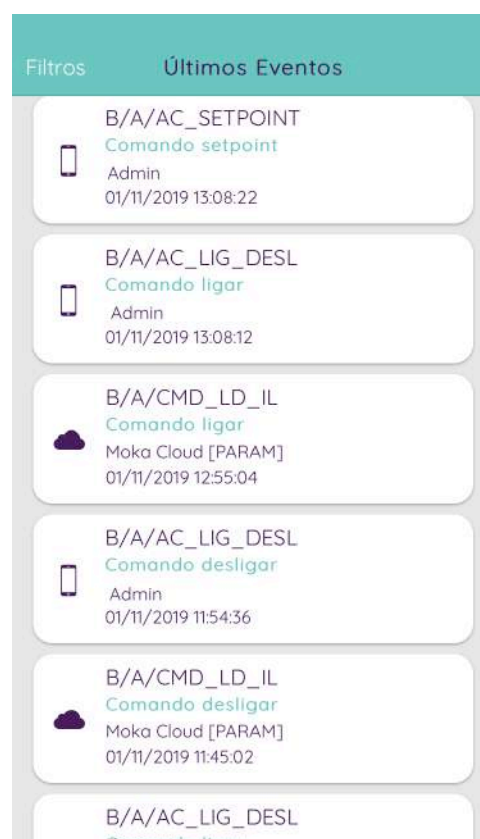 Filtros Últimos Eventos
B/A/AC_SETPOINT
Comando setpoint
Admin
01/11/2019 13:08:22
B/A/AC_LIG_DESL
Comando ligar
Admin
01/11/2019 13:08:12
B/A/CMD_LD_IL
Comando ligar
Moka Cloud [PARAM]
01/11/2019 12:55:04
B/A/AC_LIG_DESL
Comando desligar
Admin
01/11/2019 11:54:36
B/A/CMD_LD_IL
Comando desligar
Moka Cloud [PARAM]
01/11/2019 11:45:02
B/A/AC_LIG_DESL